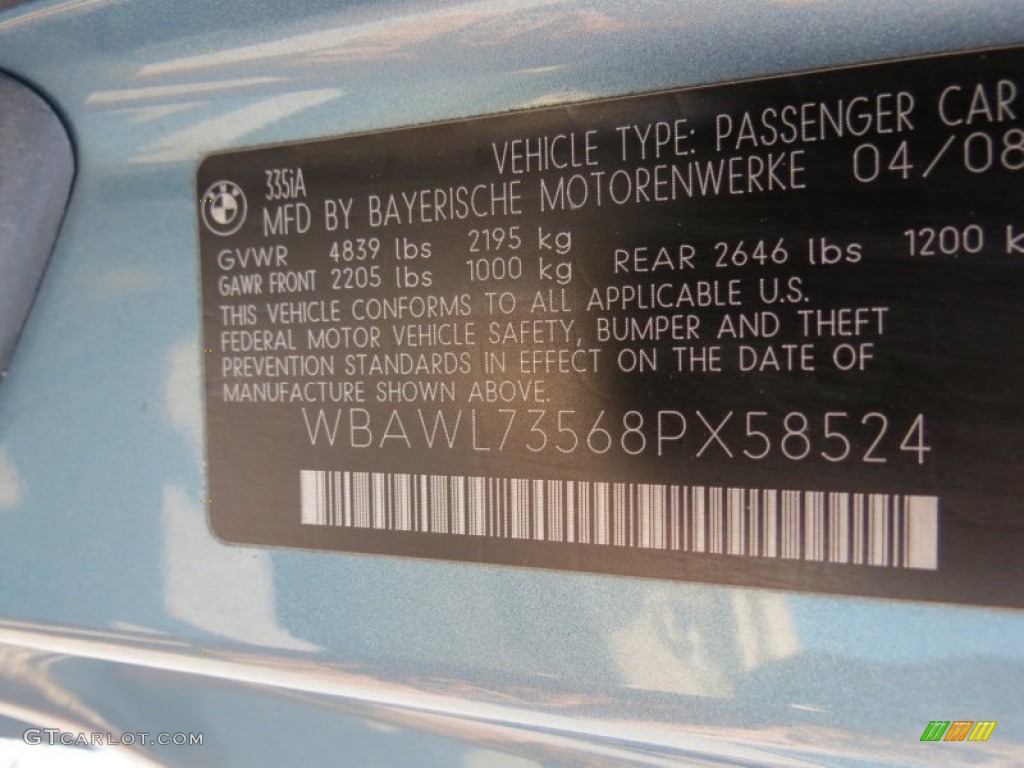 VEHICLE TYPE: PASSENGER CAR
335iA
MFD BY BAYERISCHE MOTORENWERKE 04/08
GVWR 4839 lbs 2195 kg
GAWR FRONT 2205 lbs 1000 kg REAR 2646 lbs 1200 k
THIS VEHICLE CONFORMS TO ALL APPLICABLE U.S.
FEDERAL MOTOR VEHICLE SAFETY, BUMPER AND THEFT
PREVENTION STANDARDS IN EFFECT ON THE DATE OF
MANUFACTURE SHOWN ABOVE.
WBAWL73568PX58524
GTcarlot.com